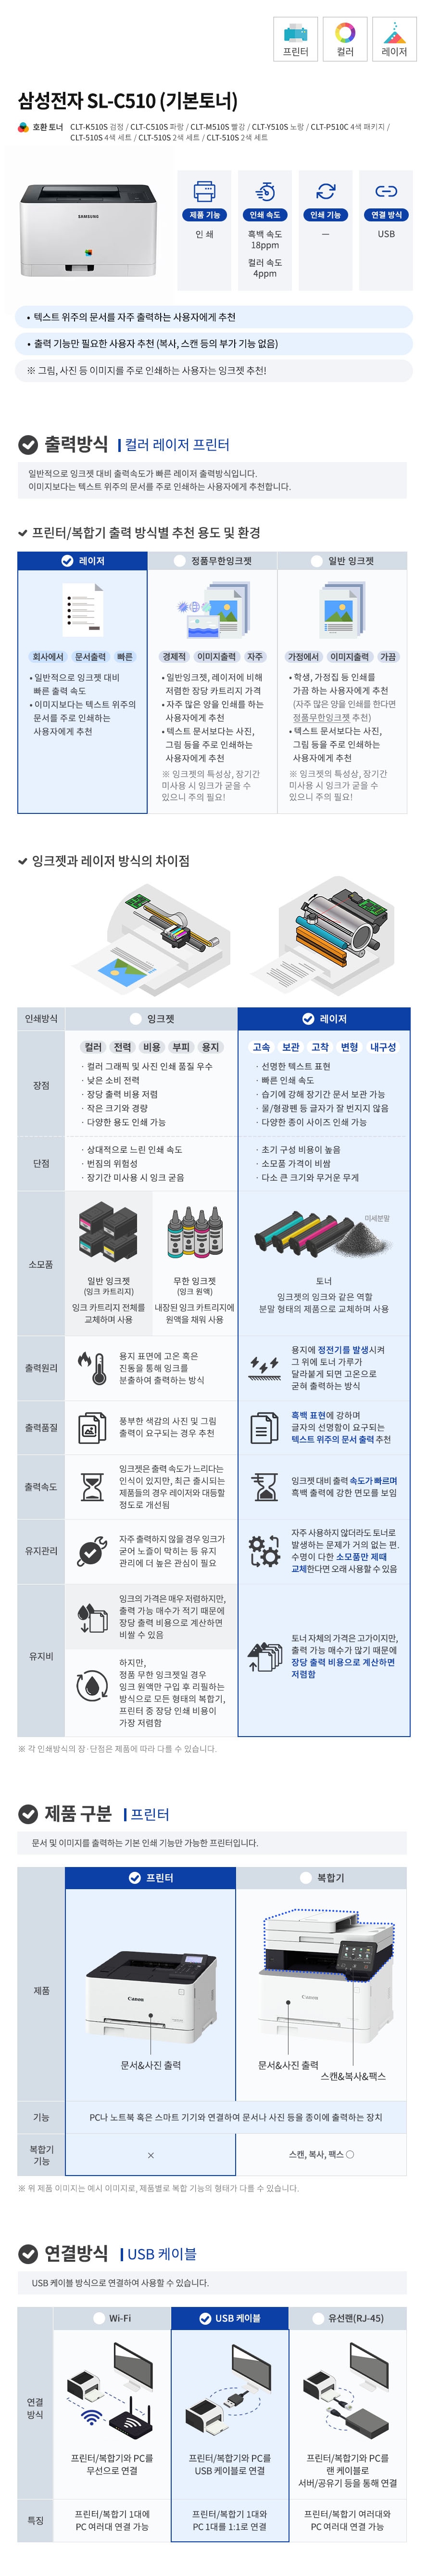 프린터
컬러
레이저
삼성전자 SL-C510 (기본토너)
호환 토너 CLT-K510S 검정 / CLT-C510S 파랑 / CLT-M510S 빨강 / CLT-Y510S 노랑 / CLT-P510C 4색 패키지 /
CLT-510S 4색 세트 / CLT-510S 2색 세트 / CLT-510S 2색 세트
SAMSUNG
제품 기능
인 쇄
인쇄 속도
흑백 속도
18ppm
컬러 속도
4ppm
인쇄 기능
—
연결 방식
USB
• 텍스트 위주의 문서를 자주 출력하는 사용자에게 추천
• 출력 기능만 필요한 사용자 추천 (복사, 스캔 등의 부가 기능 없음)
※ 그림, 사진 등 이미지를 주로 인쇄하는 사용자는 잉크젯 추천!
출력방식 컬러 레이저 프린터
일반적으로 잉크젯 대비 출력속도가 빠른 레이저 출력방식입니다.
이미지보다는 텍스트 위주의 문서를 주로 인쇄하는 사용자에게 추천합니다.
프린터/복합기 출력 방식별 추천 용도 및 환경
레이저
회사에서 문서출력 빠른
• 일반적으로 잉크젯 대비
빠른 출력 속도
• 이미지보다는 텍스트 위주의
문서를 주로 인쇄하는
사용자에게 추천
정품무한잉크젯
경제적 이미지출력 자주
• 일반잉크젯, 레이저에 비해
저렴한 장당 카트리지 가격
• 자주 많은 양을 인쇄를 하는
사용자에게 추천
• 텍스트 문서보다는 사진,
그림 등을 주로 인쇄하는
사용자에게 추천
※ 잉크젯의 특성상, 장기간
미사용 시 잉크가 굳을 수
있으니 주의 필요!
일반 잉크젯
가정에서 이미지출력 가끔
• 학생, 가정집 등 인쇄를
가끔 하는 사용자에게 추천
(자주 많은 양을 인쇄를 한다면
정품무한잉크젯 추천)
• 텍스트 문서보다는 사진,
그림 등을 주로 인쇄하는
사용자에게 추천
※ 잉크젯의 특성상, 장기간
미사용 시 잉크가 굳을 수
있으니 주의 필요!
잉크젯과 레이저 방식의 차이점
인쇄방식
잉크젯
레이저
장점
컬러 전력 비용 부피 용지
· 컬러 그래픽 및 사진 인쇄 품질 우수
· 낮은 소비 전력
· 장당 출력 비용 저렴
· 작은 크기와 경량
· 다양한 용도 인쇄 가능
고속 보관 고착 변형 내구성
· 선명한 텍스트 표현
· 빠른 인쇄 속도
· 습기에 강해 장기간 문서 보관 가능
· 물/형광펜 등 글자가 잘 번지지 않음
· 다양한 종이 사이즈 인쇄 가능
단점
· 상대적으로 느린 인쇄 속도
· 번짐의 위험성
· 장기간 미사용 시 잉크 굳음
· 초기 구성 비용이 높음
· 소모품 가격이 비쌈
· 다소 큰 크기와 무거운 무게
소모품
일반 잉크젯
(잉크 카트리지)
잉크 카트리지 전체를
교체하며 사용
무한 잉크젯
(잉크 원액)
내장된 잉크 카트리지에
원액을 채워 사용
미세분말
토너
잉크젯의 잉크와 같은 역할
분말 형태의 제품으로 교체하며 사용
출력원리
용지 표면에 고온 혹은
진동을 통해 잉크를
분출하여 출력하는 방식
용지에 정전기를 발생시켜
그 위에 토너 가루가
달라붙게 되면 고온으로
굳혀 출력하는 방식
출력품질
풍부한 색감의 사진 및 그림
출력이 요구되는 경우 추천
흑백 표현에 강하며
글자의 선명함이 요구되는
텍스트 위주의 문서 출력 추천
출력속도
잉크젯은 출력 속도가 느리다는
인식이 있지만, 최근 출시되는
제품들의 경우 레이저와 대등할
정도로 개선됨
잉크젯 대비 출력 속도가 빠르며
흑백 출력에 강한 면모를 보임
유지관리
자주 출력하지 않을 경우 잉크가
굳어 노즐이 막히는 등 유지
관리에 더 높은 관심이 필요
자주 사용하지 않더라도 토너로
발생하는 문제가 거의 없는 편.
수명이 다한 소모품만 제때
교체한다면 오래 사용할 수 있음
유지비
잉크의 가격은 매우 저렴하지만,
출력 가능 매수가 적기 때문에
장당 출력 비용으로 계산하면
비쌀 수 있음
하지만,
정품 무한 잉크젯일 경우
잉크 원액만 구입 후 리필하는
방식으로 모든 형태의 복합기,
프린터 중 장당 인쇄 비용이
가장 저렴함
토너 자체의 가격은 고가이지만,
출력 가능 매수가 많기 때문에
장당 출력 비용으로 계산하면
저렴함
※ 각 인쇄방식의 장·단점은 제품에 따라 다를 수 있습니다.
제품 구분 프린터
문서 및 이미지를 출력하는 기본 인쇄 기능만 가능한 프린터입니다.
프린터
복합기
제품
Canon
문서&사진 출력
Canon
문서&사진 출력
스캔&복사&팩스
기능
PC나 노트북 혹은 스마트 기기와 연결하여 문서나 사진 등을 종이에 출력하는 장치
복합기
기능
×
스캔, 복사, 팩스 ○
※ 위 제품 이미지는 예시 이미지로, 제품별로 복합 기능의 형태가 다를 수 있습니다.
연결방식 USB 케이블
USB 케이블 방식으로 연결하여 사용할 수 있습니다.
Wi-Fi
USB 케이블
유선랜(RJ-45)
연결
방식
프린터/복합기와 PC를
무선으로 연결
프린터/복합기와 PC를
USB 케이블로 연결
프린터/복합기와 PC를
랜 케이블로
서버/공유기 등을 통해 연결
특징
프린터/복합기 1대에
PC 여러대 연결 가능
프린터/복합기 1대와
PC 1대를 1:1로 연결
프린터/복합기 여러대와
PC 여러대 연결 가능